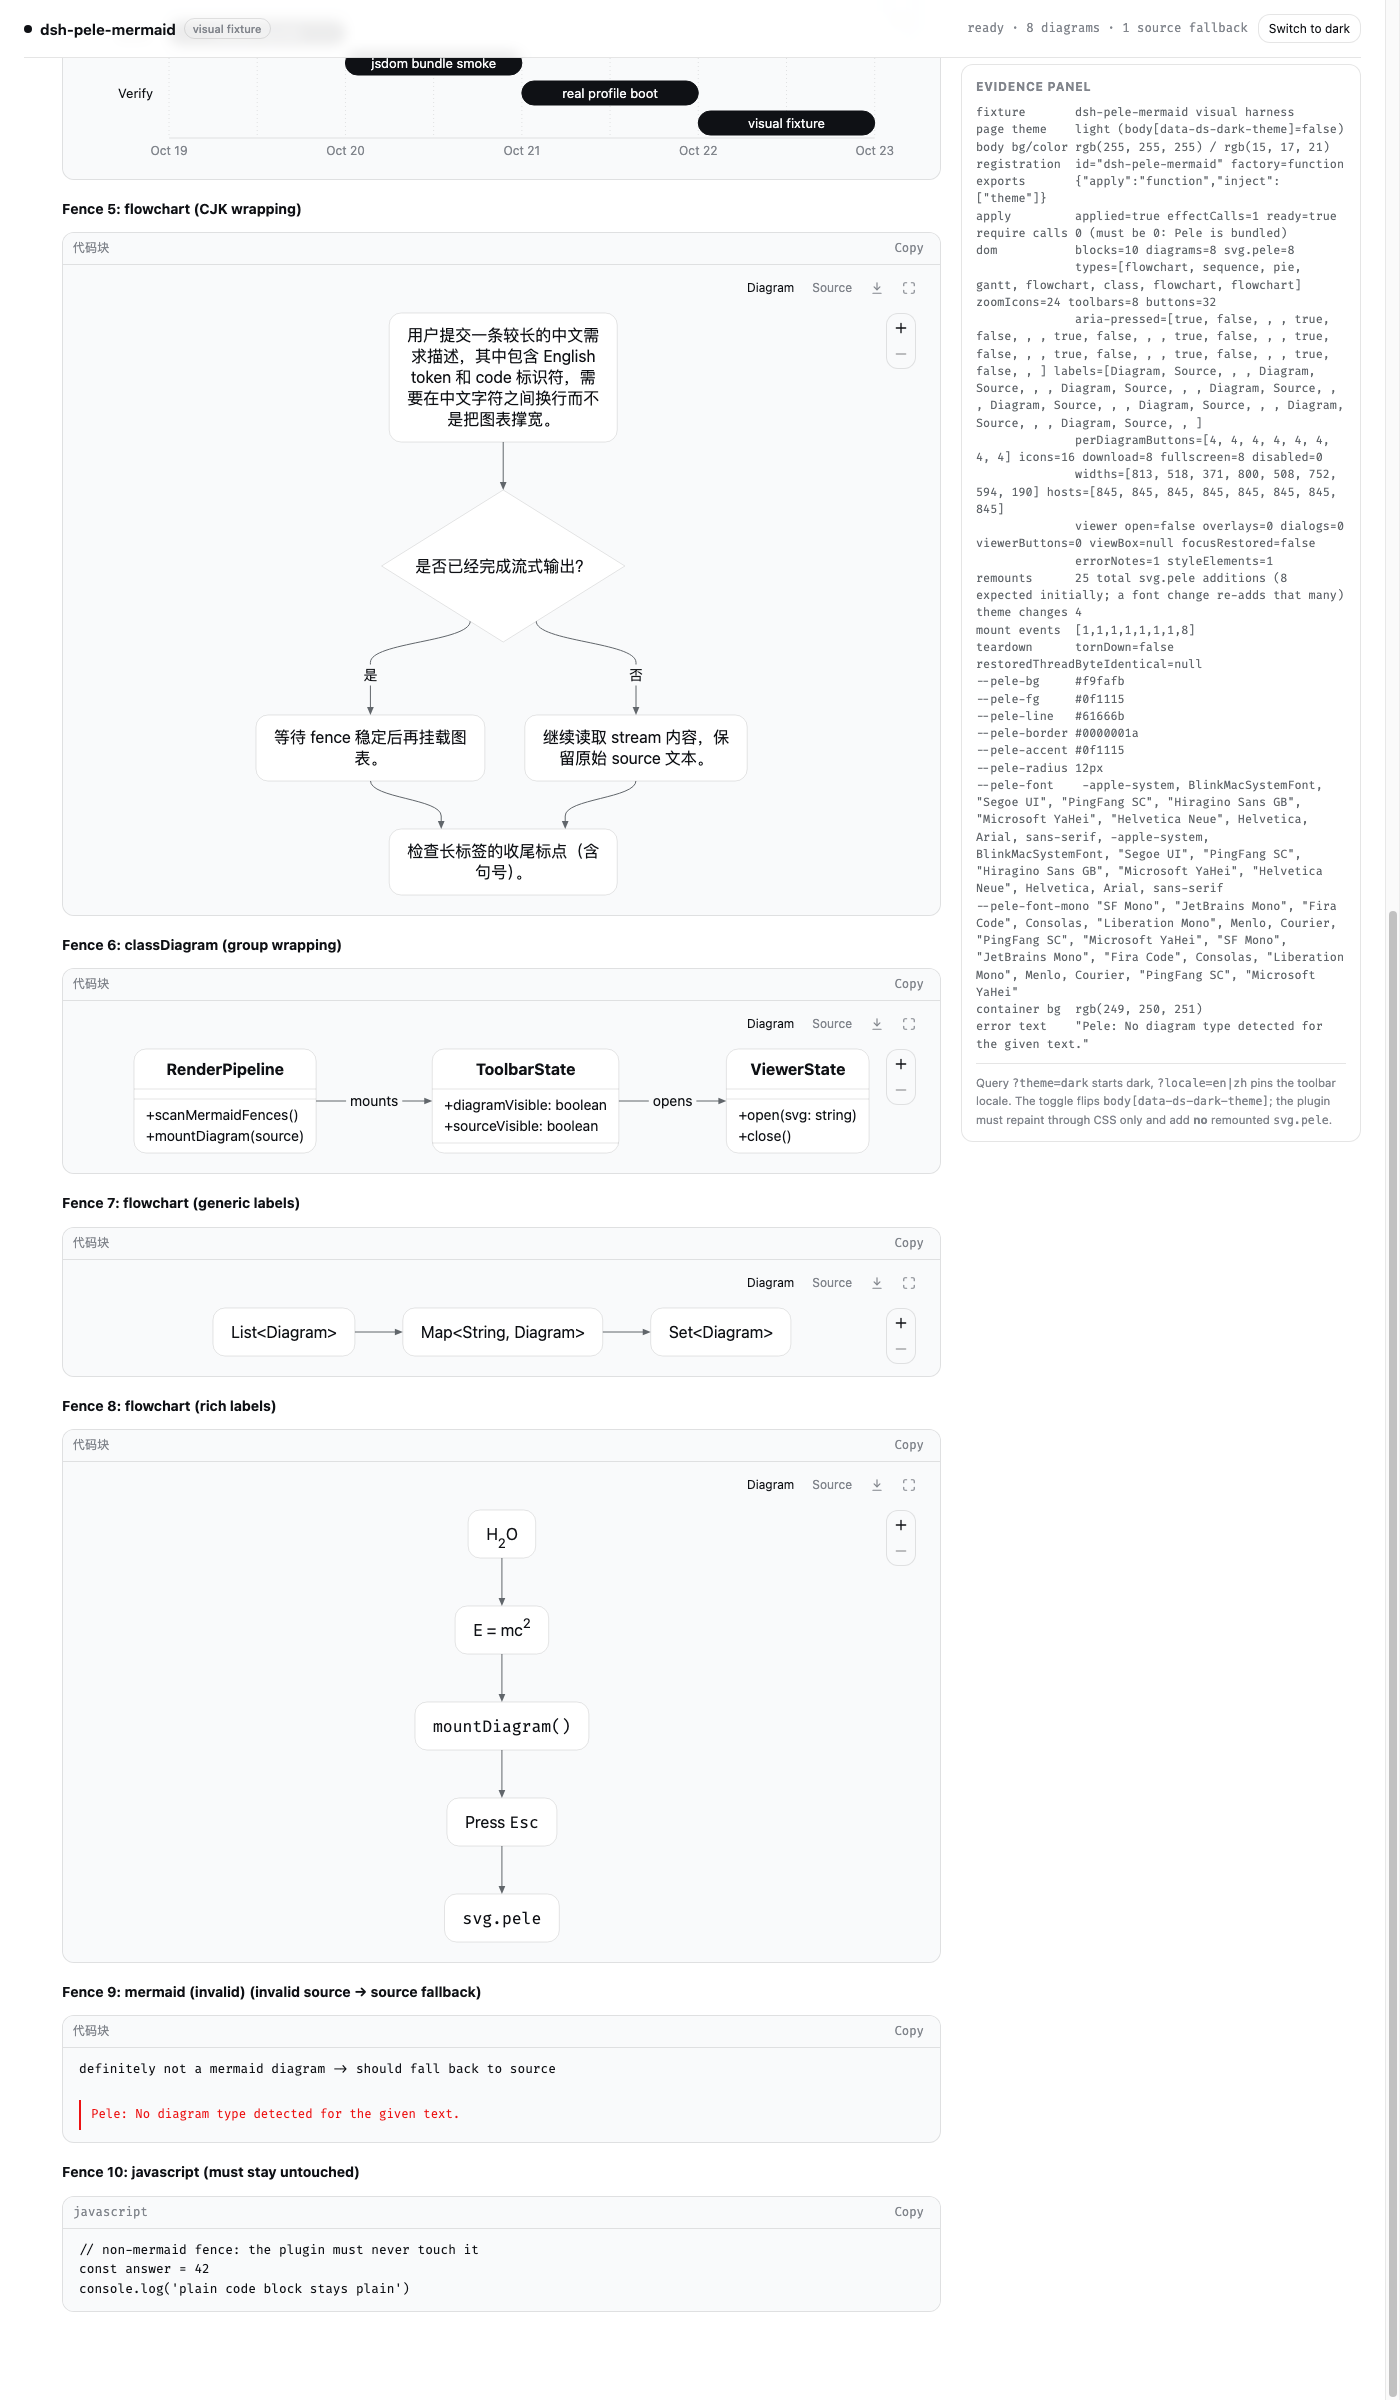 dsh-pele-mermaid
visual fixture
ready · 8 diagrams · 1 source fallback
Switch to dark
jsdom bundle smoke
Verify
real profile boot
visual fixture
Oct 19
Oct 20
Oct 21
Oct 22
Oct 23
Fence 5: flowchart (CJK wrapping)
代码块
Copy
Diagram
Source
用户提交一条较长的中文需
求描述，其中包含 English
token 和 code 标识符，需
要在中文字符之间换行而不
是把图表撑宽。
是否已经完成流式输出?
是
否
等待 fence 稳定后再挂载图
表。
继续读取 stream 内容，保
留原始 source 文本。
检查长标签的收尾标点（含
句号）。
Fence 6: classDiagram (group wrapping)
代码块
Copy
Diagram
Source
RenderPipeline
+scanMermaidFences()
+mountDiagram(source)
mounts
ToolbarState
+diagramVisible: boolean
+sourceVisible: boolean
opens
ViewerState
+open(svg: string)
+close()
Fence 7: flowchart (generic labels)
代码块
Copy
Diagram
Source
List<Diagram>
Map<String, Diagram>
Set<Diagram>
Fence 8: flowchart (rich labels)
代码块
Copy
Diagram
Source
H2O
E = mc2
mountDiagram()
Press Esc
svg.pele
Fence 9: mermaid (invalid) (invalid source → source fallback)
代码块
Copy
definitely not a mermaid diagram -> should fall back to source
Pele: No diagram type detected for the given text.
Fence 10: javascript (must stay untouched)
javascript
Copy
// non-mermaid fence: the plugin must never touch it
const answer = 42
console.log('plain code block stays plain')
EVIDENCE PANEL
fixture dsh-pele-mermaid visual harness
page theme light (body[data-ds-dark-theme]=false)
body bg/color rgb(255, 255, 255) / rgb(15, 17, 21)
registration id="dsh-pele-mermaid" factory=function
exports {"apply":"function","inject":
["theme"]}
apply applied=true effectCalls=1 ready=true
require calls 0 (must be 0: Pele is bundled)
dom blocks=10 diagrams=8 svg.pele=8
types=[flowchart, sequence, pie,
gantt, flowchart, class, flowchart, flowchart]
zoomIcons=24 toolbars=8 buttons=32
aria-pressed=[true, false, , , true,
false, , , true, false, , , true, false, , , true,
false, , , true, false, , , true, false, , , true,
false, , ] labels=[Diagram, Source, , , Diagram,
Source, , , Diagram, Source, , , Diagram, Source, ,
, Diagram, Source, , , Diagram, Source, , , Diagram,
Source, , , Diagram, Source, , ]
perDiagramButtons=[4, 4, 4, 4, 4, 4,
4, 4] icons=16 download=8 fullscreen=8 disabled=0
widths=[813, 518, 371, 800, 508, 752,
594, 190] hosts=[845, 845, 845, 845, 845, 845, 845,
845]
viewer open=false overlays=0 dialogs=0
viewerButtons=0 viewBox=null focusRestored=false
errorNotes=1 styleElements=1
remounts 25 total svg.pele additions (8
expected initially; a font change re-adds that many)
theme changes 4
mount events [1,1,1,1,1,1,1,8]
teardown tornDown=false
restoredThreadByteIdentical=null
--pele-bg #f9fafb
--pele-fg #0f1115
--pele-line #61666b
--pele-border #0000001a
--pele-accent #0f1115
--pele-radius 12px
--pele-font -apple-system, BlinkMacSystemFont,
"Segoe UI", "PingFang SC", "Hiragino Sans GB",
"Microsoft YaHei", "Helvetica Neue", Helvetica,
Arial, sans-serif, -apple-system,
BlinkMacSystemFont, "Segoe UI", "PingFang SC",
"Hiragino Sans GB", "Microsoft YaHei", "Helvetica
Neue", Helvetica, Arial, sans-serif
--pele-font-mono "SF Mono", "JetBrains Mono", "Fira
Code", Consolas, "Liberation Mono", Menlo, Courier,
"PingFang SC", "Microsoft YaHei", "SF Mono",
"JetBrains Mono", "Fira Code", Consolas, "Liberation
Mono", Menlo, Courier, "PingFang SC", "Microsoft
YaHei"
container bg rgb(249, 250, 251)
error text "Pele: No diagram type detected for
the given text."
Query ?theme=dark starts dark, ?locale=en|zh pins the toolbar
locale. The toggle flips body[data-ds-dark-theme]; the plugin
must repaint through CSS only and add no remounted svg.pele.